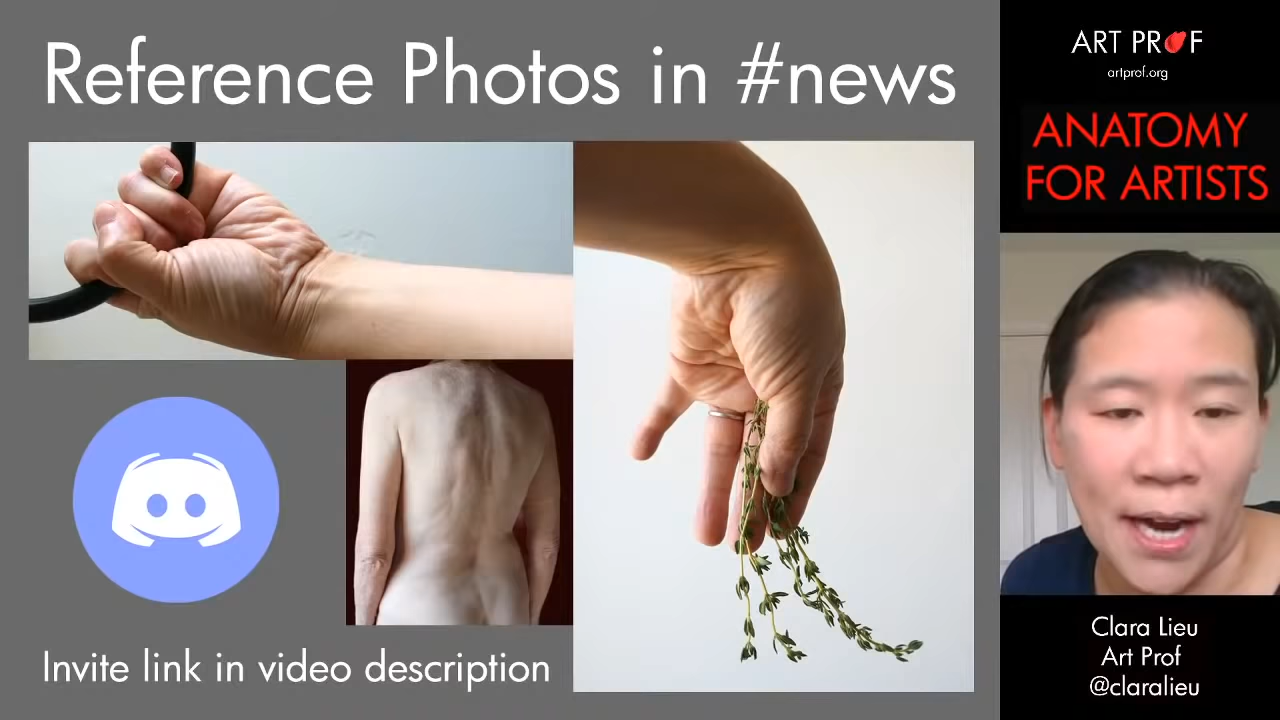 Reference Photos in #news
Invite link in video description
ART PROF
artprof.org
ANATOMY
FOR ARTISTS
Clara Lieu
Art Prof
@claralieu